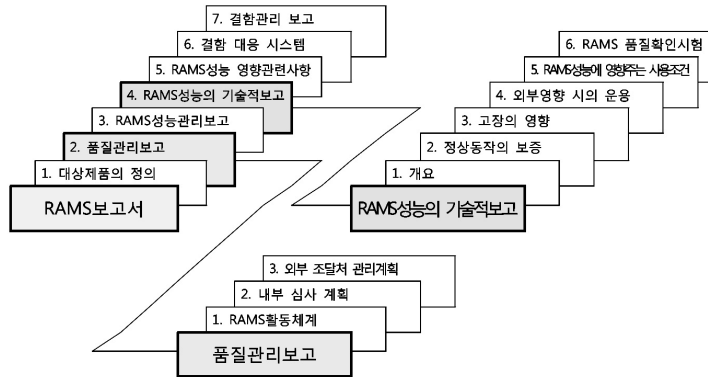 7. 결함관리 보고
6. 결함 대응 시스템
5. RAMS성능 영향관련사항
4. RAMS성능의 기술적보고
3. RAMS성능관리보고
2. 품질관리보고
1. 대상제품의 정의
RAMS보고서
6. RAMS 품질확인시험
5. RAMS성능에 영향주는 사용조건
4. 외부영향 시의 운용
3. 고장의 영향
2. 정상동작의 보증
1. 개요
RAMS성능의 기술적보고
3. 외부 조달처 관리계획
2. 내부 심사 계획
1. RAMS활동체계
품질관리보고